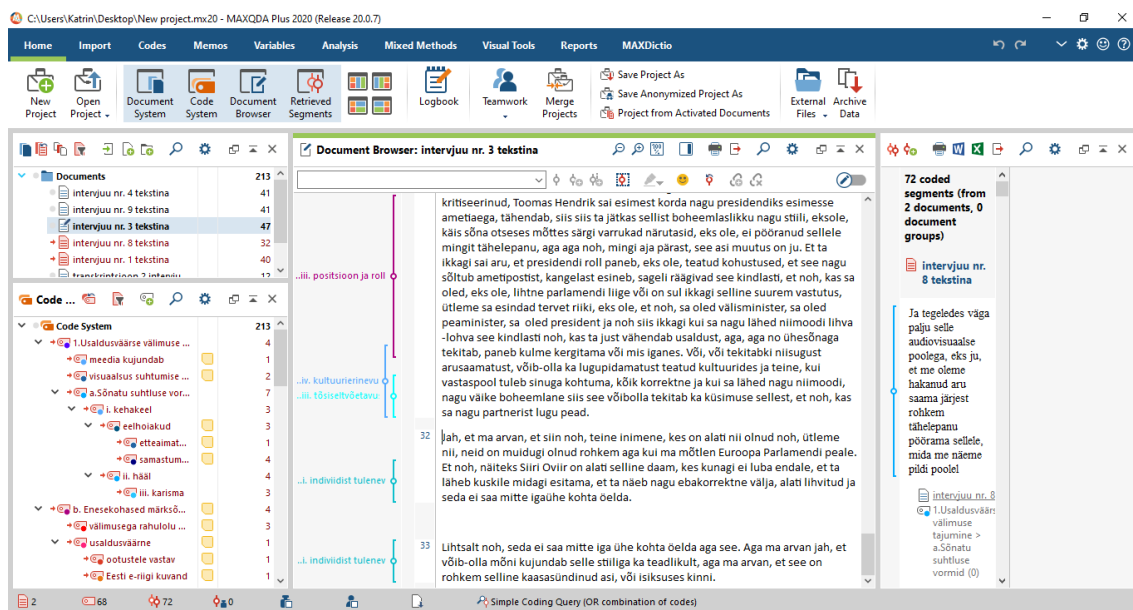 C:\Users\Katrin\Desktop\New project.mx20 - MAXQDA Plus 2020 (Release 20.0.7)
Home Import Codes Memos Variables Analysis Mixed Methods Visual Tools Reports MAXDictio
New Project
Open Project
Document System
Code System
Document Browser
Retrieved Segments
Logbook
Teamwork
Merge Projects
Save Project As
Save Anonymized Project As
Project from Activated Documents
External Files
Archive Data
Documents 213
intervjuu nr. 4 tekstina 41
intervjuu nr. 9 tekstina 41
intervjuu nr. 3 tekstina 47
intervjuu nr. 8 tekstina 32
intervjuu nr. 1 tekstina 40
transkriptsioon 2 intervju 12
Code ...
Code System 213
1.Usaldusväärse välimuse ... 4
meedia kujundab 1
visuaalsus suhtumise ... 2
a.Sõnatu suhtluse vor... 7
i. kehakeel 3
eelhoiakud 3
etteaimat... 1
samastum... 4
ii. hääl 4
iii. karisma 3
b. Enesekohased märksõ... 4
välimusega rahulolu ... 3
usaldusväärne 1
ootustele vastav 1
Eesti e-riigi kuvand 1
Document Browser: intervjuu nr. 3 tekstina
kritiseerinud, Toomas Hendrik sai esimest korda nagu presidendiks esimesse
ametiaega, tähendab, siis siis ta jätkas sellist boheemlaslikku nagu stiili, eksole,
käis sõna otseses mõttes särgi varrukad närutasid, eks ole, ei pööranud sellele
mingit tähelepanu, aga aga noh, mingi aja pärast, see asi muutus on ju. Et ta
ikkagi sai aru, et presidendi roll paneb, eks ole, teatud kohustused, et see nagu
sõltub ametipostist, kangelast esineb, sageli räägivad see kindlasti, et noh, kas sa
oled, eks ole, lihtne parlamendi liige või on sul ikkagi selline suurem vastutus,
ütleme sa esindad tervet riiki, eks ole, et noh, sa oled välisminister, sa oled
peaminister, sa  oled president ja noh siis ikkagi kui sa nagu lähed niimoodi lihva
-lohva see kindlasti noh, kas ta just vähendab usaldust, aga, aga no ühesõnaga
tekitab, paneb kulme kergitama või mis iganes. Või, või tekitabki niisugust
arusaamatust, võib-olla ka lugupidamatust teatud kultuurides ja teine, kui
vastaspool tuleb sinuga kohtuma, kõik korrektne ja kui sa lähed nagu niimoodi,
nagu väike boheemlane siis see võibolla tekitab ka küsimuse sellest, et noh, kas
sa nagu partnerist lugu pead.
..iii. positsioon ja roll
..iv. kultuurierinevu
..iii. tõsiseltvõetavu
32 Jah, et ma arvan, et siin noh, teine inimene, kes on alati nii olnud noh, ütleme
nii, neid on muidugi olnud rohkem aga kui ma mõtlen Euroopa Parlamendi peale.
Et noh, näiteks Siiri Oviir on alati selline daam, kes kunagi ei luba endale, et ta
läheb kuskile midagi esitama, et ta näeb nagu ebakorrektne välja, alati lihvitud ja
seda ei saa mitte igaühe kohta öelda.
..i. individist tulenev
33 Lihtsalt noh, seda ei saa mitte iga ühe kohta öelda aga see. Aga ma arvan jah, et
võib-olla mõni kujundab selle stiiliga ka teadlikult, aga ma arvan, et see on
rohkem selline kaasasündinud asi, või isiksuses kinni.
..i. individist tulenev
72 coded
segments (from
2 documents, 0
document
groups)
intervjuu nr.
8 tekstina
Ja tegeledes väga
palju selle
audiovisuaalse
poolega, eks ju,
et me oleme
hakanud aru
saama järjest
rohkem
tähelepanu
pöörama sellele,
mida me näeme
pildi poolel
intervjuu nr. 8
1.Usaldusväärs
välimuse
tajumine >
a.Sõnatu
suhtluse
vormid (0)
2 68 72 0 Simple Coding Query (OR combination of codes)